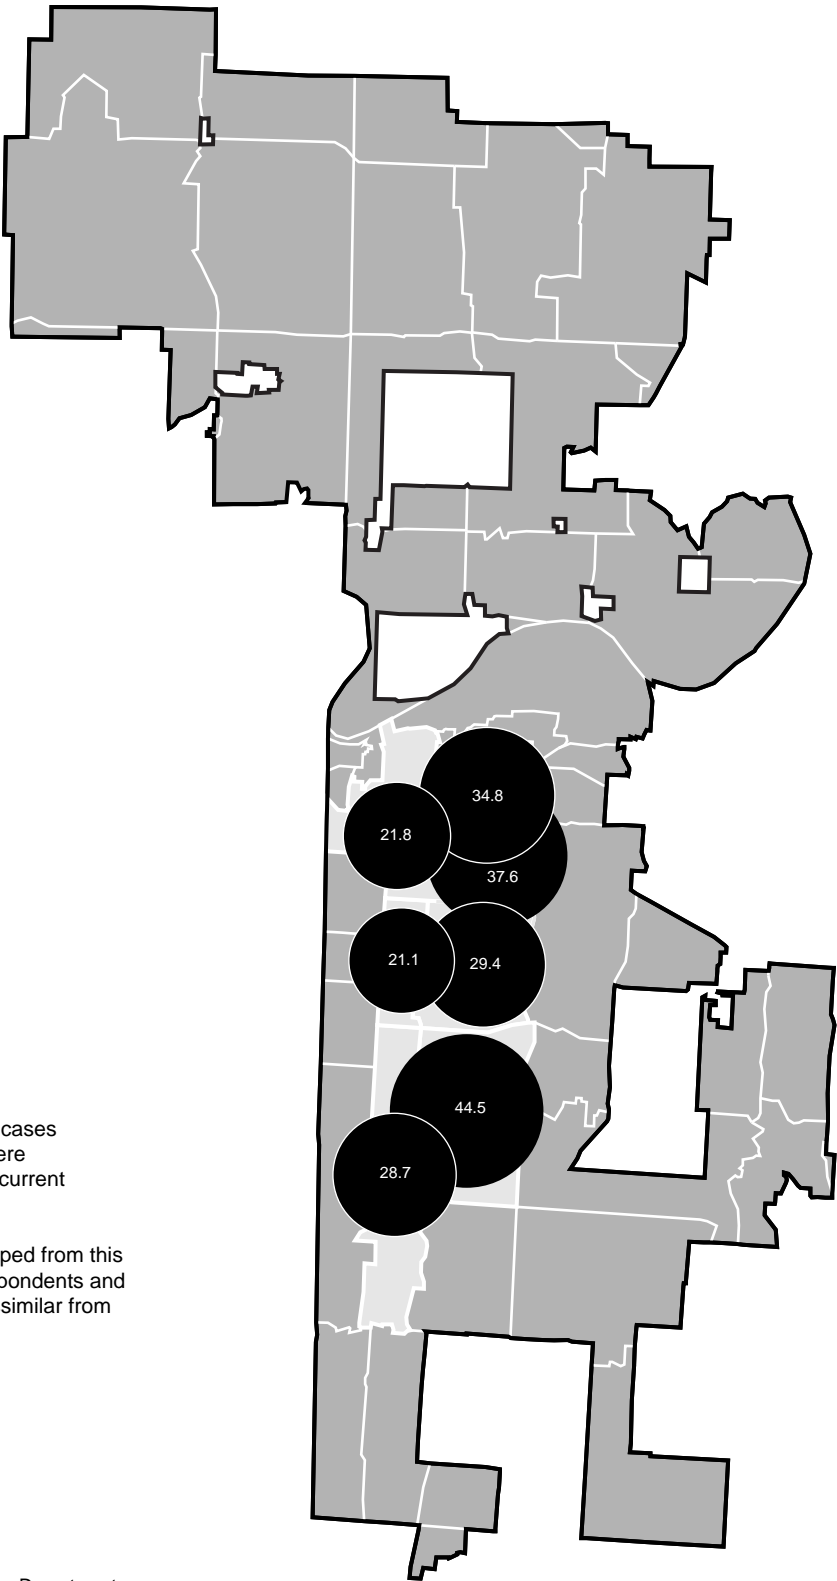 34.8
21.8
37.6
21.1
29.4
44.5
28.7
cases
ere
current
ped from this
pondents and
similar from